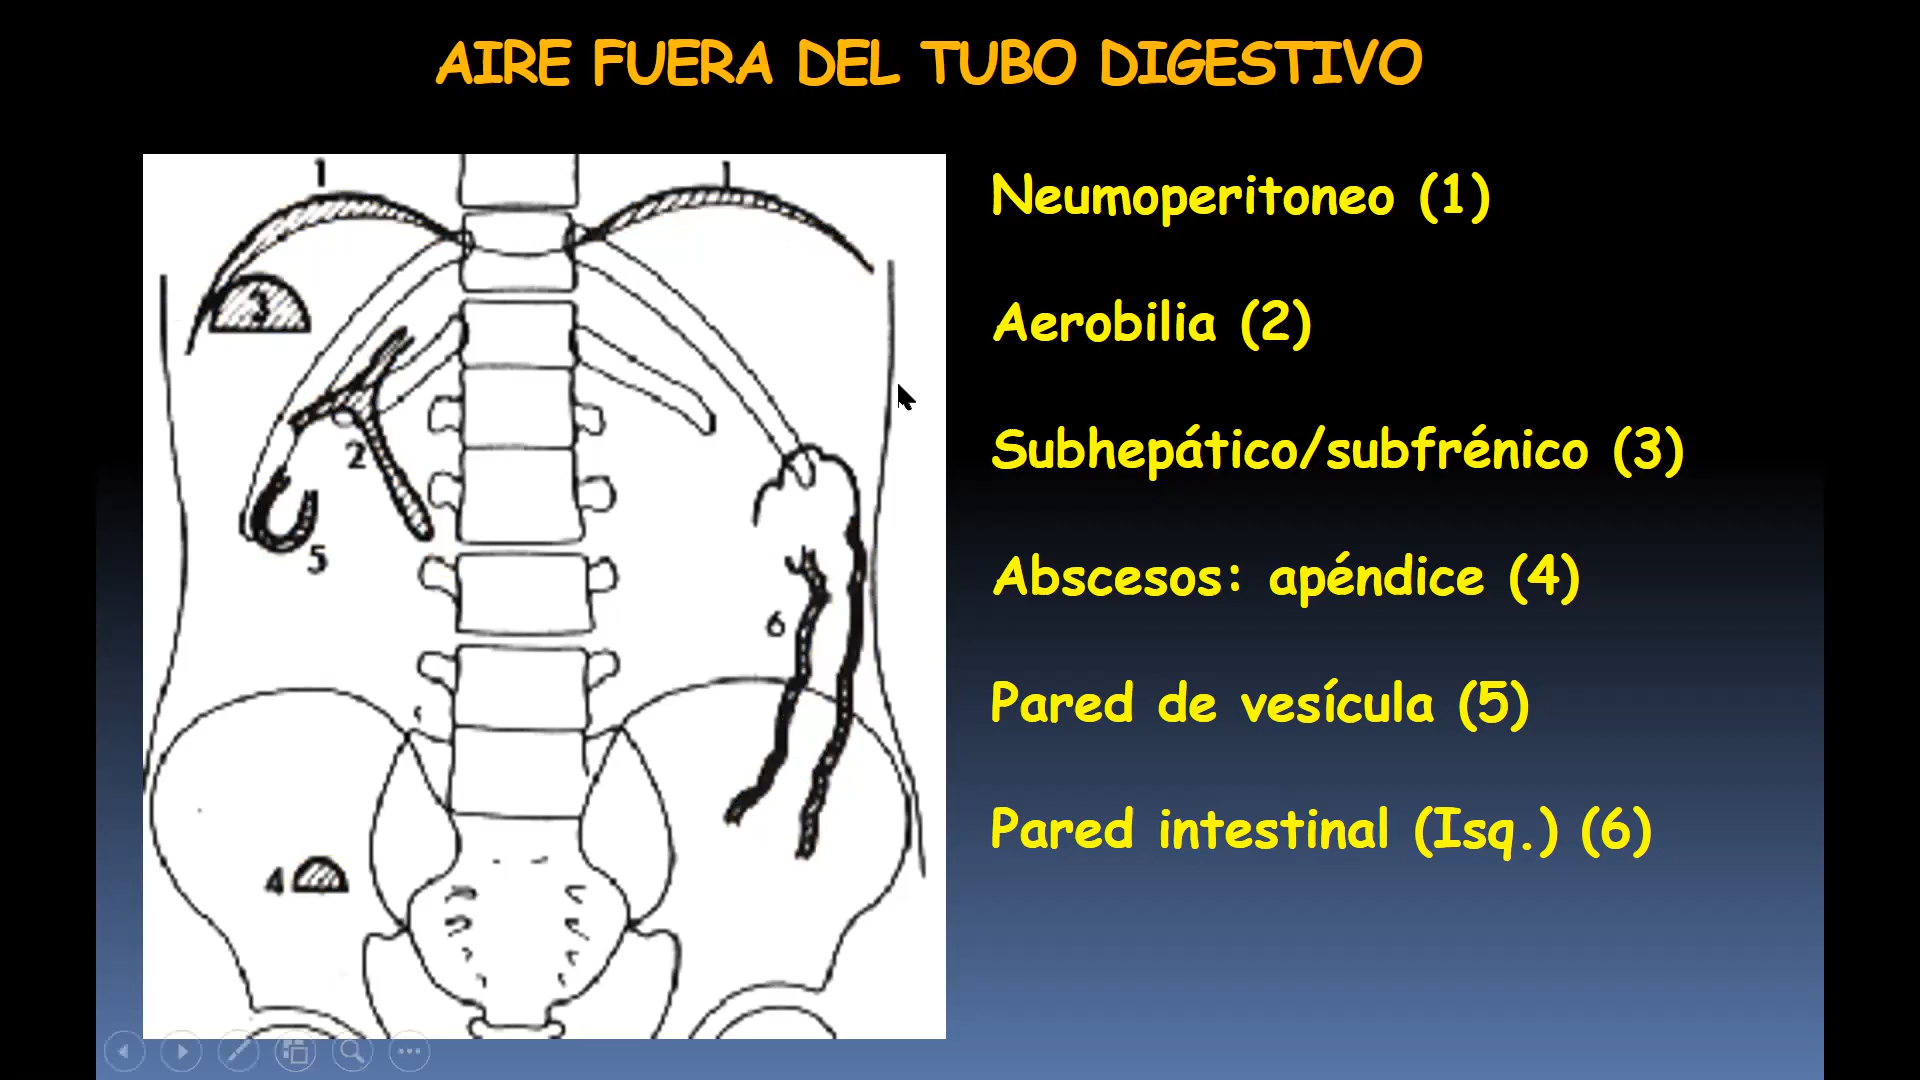 AIRE FUERA DEL TUBO DIGESTIVO
1
1
3
2
5
6
4
Neumoperitoneo (1)
Aerobilia (2)
Subhepático/subfrénico (3)
Abscesos: apéndice (4)
Pared de vesícula (5)
Pared intestinal (Isq.) (6)